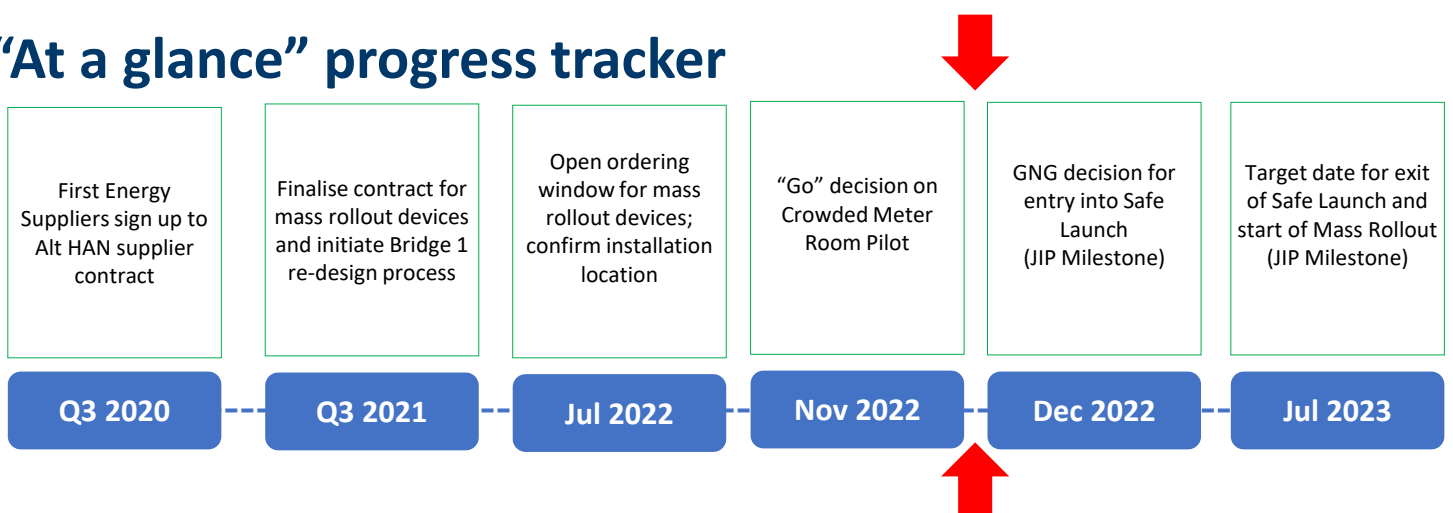 “At a glance” progress tracker
First Energy
Suppliers sign up to
Alt HAN supplier
contract
Finalise contract for
mass rollout devices
and initiate Bridge 1
re-design process
Open ordering
window for mass
rollout devices;
confirm installation
location
“Go” decision on
Crowded Meter
Room Pilot
GNG decision for
entry into Safe
Launch
(JIP Milestone)
Target date for exit
of Safe Launch and
start of Mass Rollout
(JIP Milestone)
Q3 2020
Q3 2021
Jul 2022
Nov 2022
Dec 2022
Jul 2023